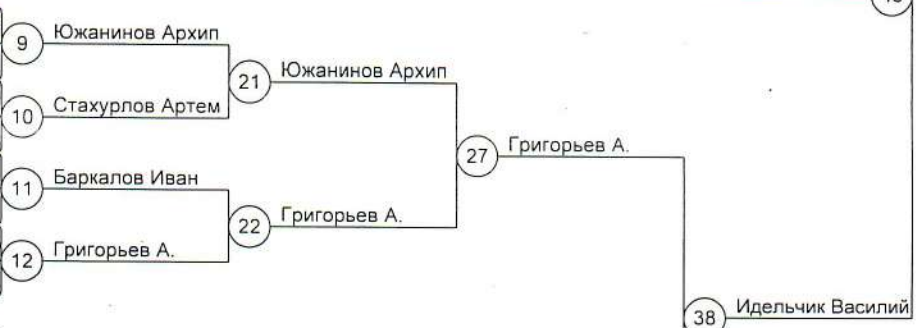 9 Южанинов Архип
21 Южанинов Архип
10 Стахурлов Артем
27 Григорьев А.
11 Баркалов Иван
22 Григорьев А.
12 Григорьев А.
38 Идельчик Василий